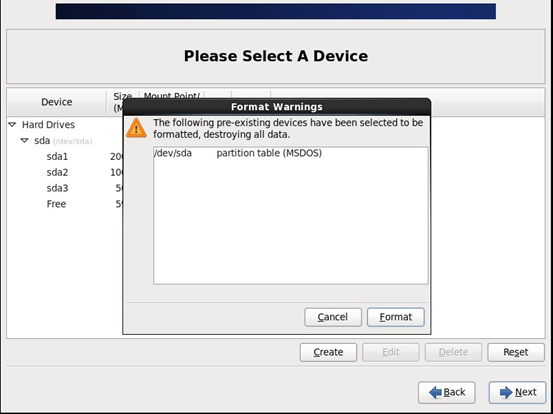 Please Select A Device
Device
Size
Mount Point/
(M
Format Warnings
The following pre-existing devices have been selected to be
formatted, destroying all data.
/dev/sda partition table (MSDOS)
Hard Drives
sda (/dev/sda)
sda1 20
sda2 10
sda3 5
Free 5
Cancel Format
Create Edit Delete Reset
Back Next